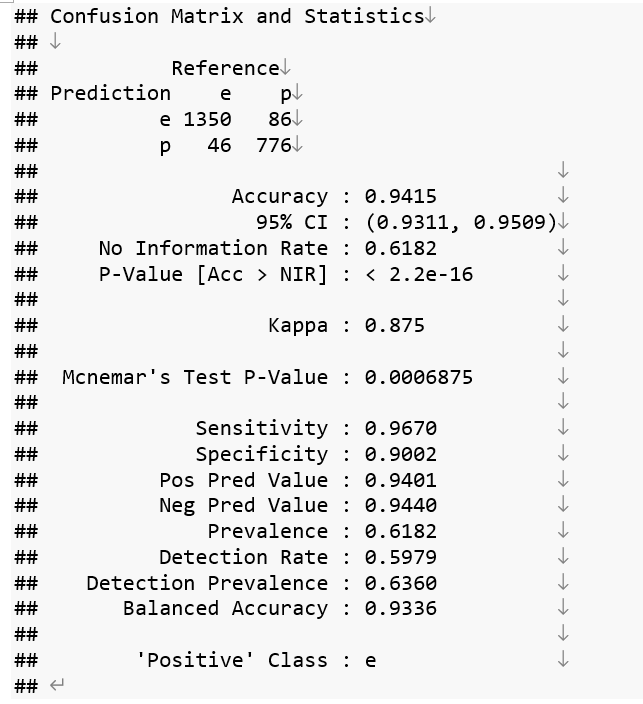 ## Confusion Matrix and Statistics↓
## ↓
##           Reference↓
## Prediction    e    p↓
##          e 1350   86↓
##          p   46  776↓
##                                           ↓
##                Accuracy : 0.9415          ↓
##                  95% CI : (0.9311, 0.9509)↓
##     No Information Rate : 0.6182          ↓
##     P-Value [Acc > NIR] : < 2.2e-16       ↓
##                                           ↓
##                   Kappa : 0.875           ↓
##                                           ↓
##  Mcnemar's Test P-Value : 0.0006875       ↓
##                                           ↓
##             Sensitivity : 0.9670          ↓
##             Specificity : 0.9002          ↓
##          Pos Pred Value : 0.9401          ↓
##          Neg Pred Value : 0.9440          ↓
##              Prevalence : 0.6182          ↓
##          Detection Rate : 0.5979          ↓
##    Detection Prevalence : 0.6360          ↓
##       Balanced Accuracy : 0.9336          ↓
##                                           ↓
##        'Positive' Class : e               ↓
## ↵